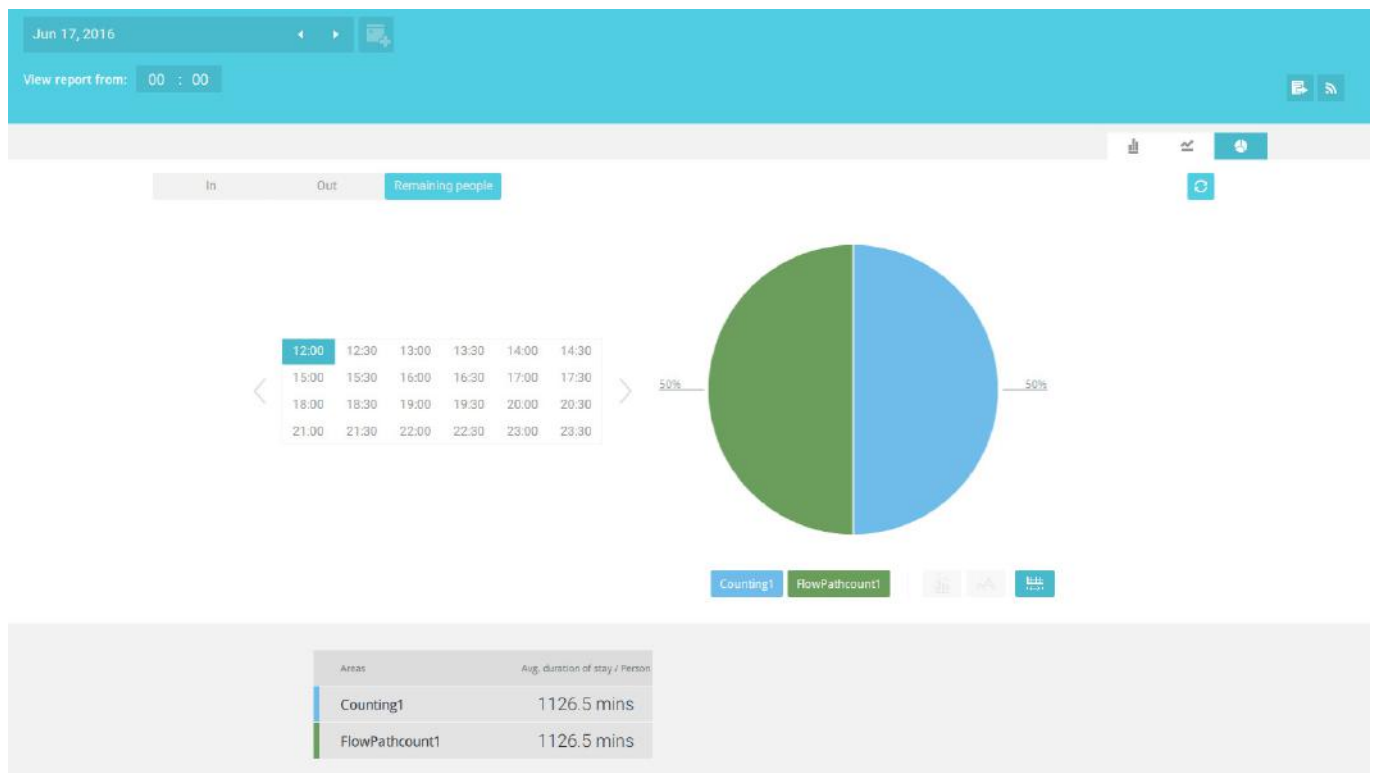 Jun 17, 2016
View report from: 00 : 00
In Out Remaining people
12:00 12:30 13:00 13:30 14:00 14:30
15:00 15:30 16:00 16:30 17:00 17:30
18:00 18:30 19:00 19:30 20:00 20:30
21:00 21:30 22:00 22:30 23:00 23:30
50% 50%
Counting1 FlowPathcount1
Areas Avg. duration of stay / Person
Counting1 1126.5 mins
FlowPathcount1 1126.5 mins